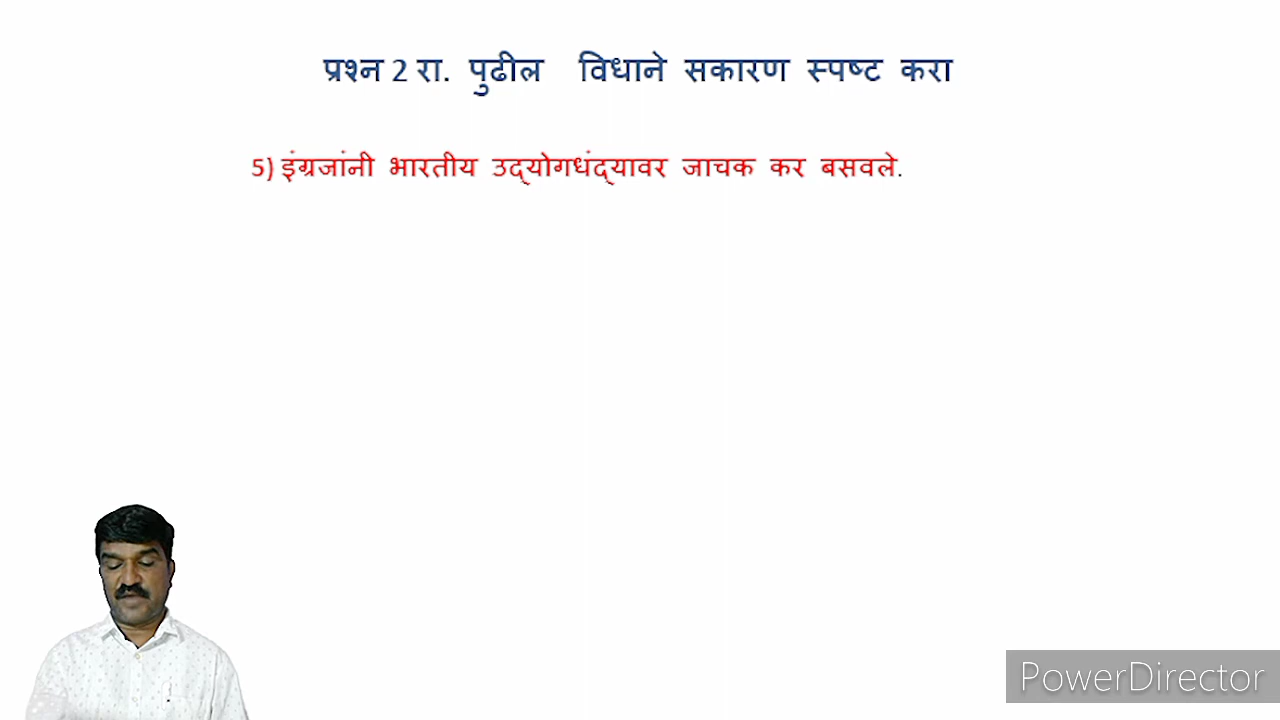 प्रश्न 2 रा. पुढील विधाने सकारण स्पष्ट करा
5) इंग्रजांनी भारतीय उद्‌योगधंद्‌यावर जाचक कर बसवले.
PowerDirector